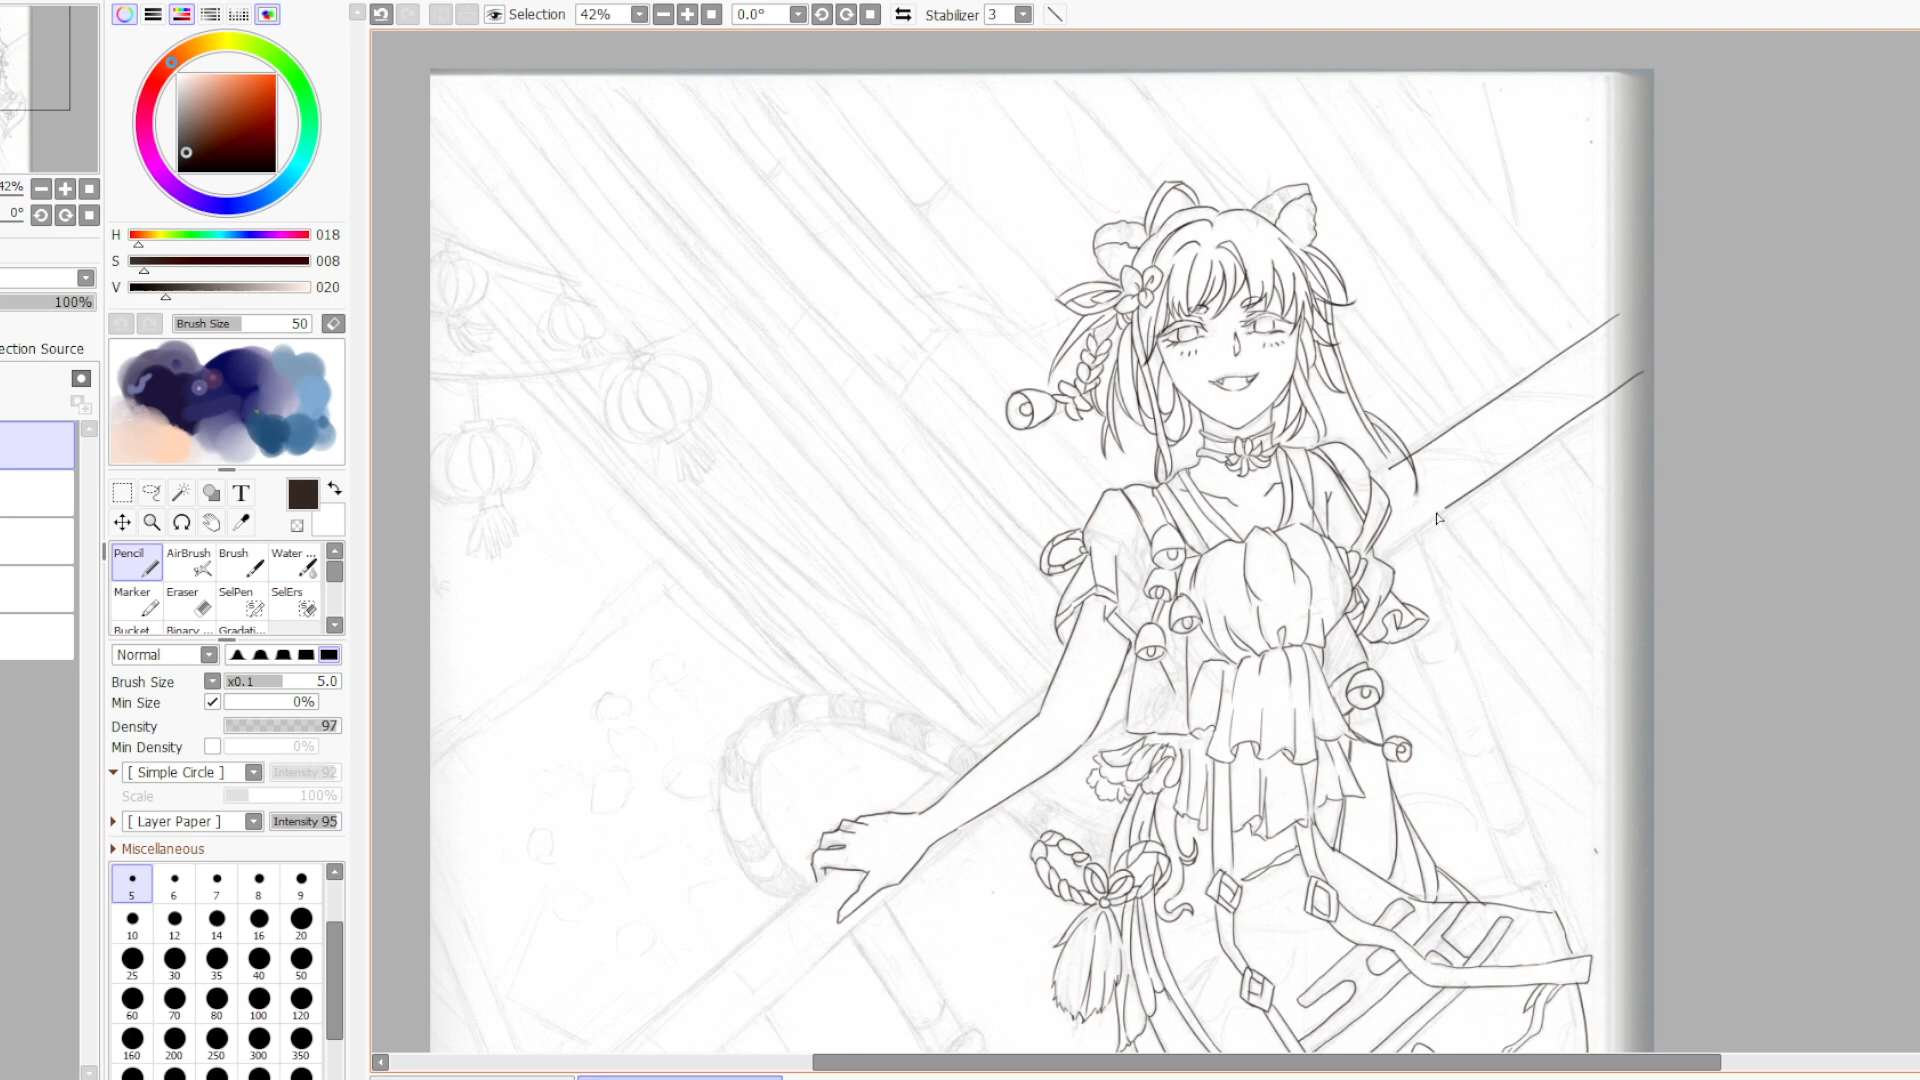 Selection 42% 0.0° Stabilizer 3
42%
0°
H 018
S 008
V 020
100%
Brush Size 50
ection Source
T
Pencil AirBrush Brush Water ...
Marker Eraser SelPen SelErs
Bucket Binary ... Gradati...
Normal
Brush Size x0.1 5.0
Min Size 0%
Density 97
Min Density 0%
[ Simple Circle ] Intensity 92
Scale 100%
[ Layer Paper ] Intensity 95
Miscellaneous
5 6 7 8 9
10 12 14 16 20
25 30 35 40 50
60 70 80 100 120
160 200 250 300 350